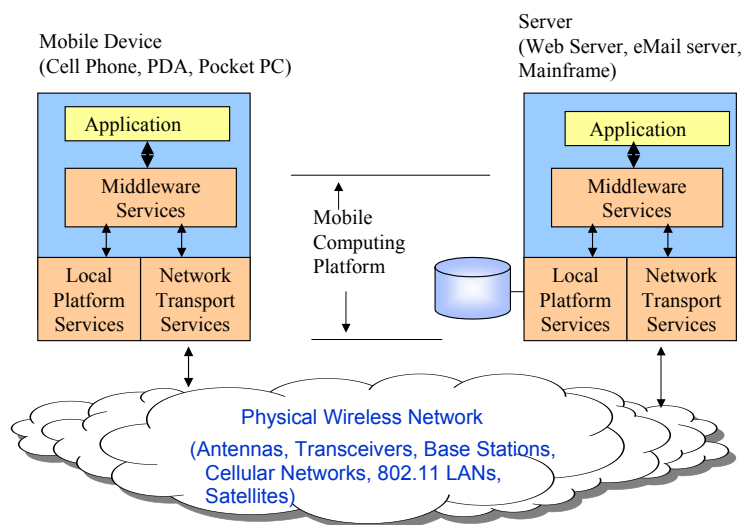 Mobile Device
(Cell Phone, PDA, Pocket PC)
Application
Middleware
Services
Local
Platform
Services
Network
Transport
Services
Mobile
Computing
Platform
Server
(Web Server, eMail server,
Mainframe)
Application
Middleware
Services
Local
Platform
Services
Network
Transport
Services
Physical Wireless Network
(Antennas, Transceivers, Base Stations,
Cellular Networks, 802.11 LANs,
Satellites)